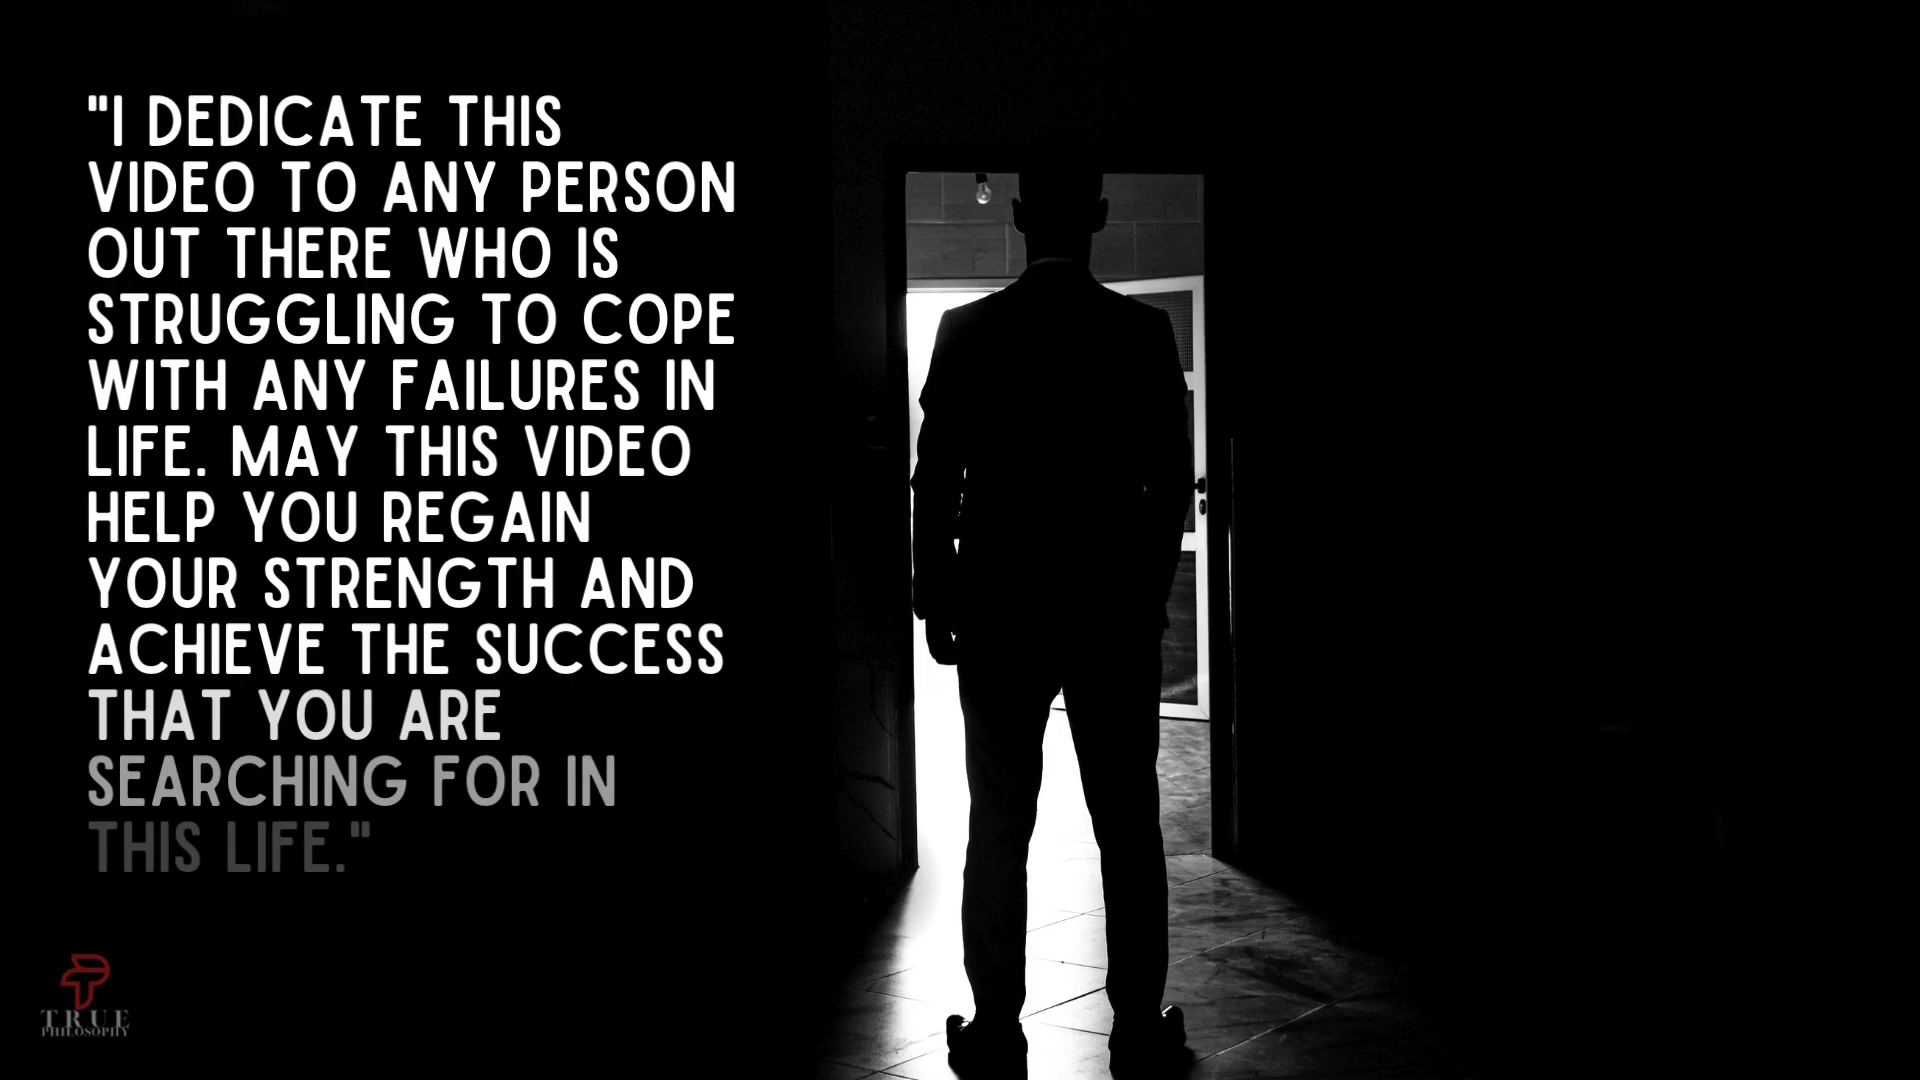 "I DEDICATE THIS
VIDEO TO ANY PERSON
OUT THERE WHO IS
STRUGGLING TO COPE
WITH ANY FAILURES IN
LIFE. MAY THIS VIDEO
HELP YOU REGAIN
YOUR STRENGTH AND
ACHIEVE THE SUCCESS
THAT YOU ARE
SEARCHING FOR IN
THIS LIFE."
TRUE
PHILOSOPHY